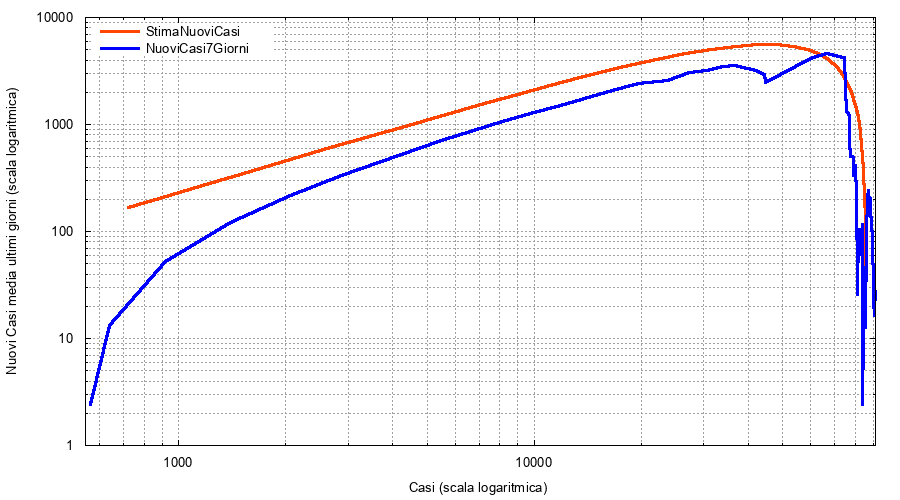 10000
StimaNuoviCasi
NuoviCasi7Giorni
1000
100
10
1
Nuovi Casi media ultimi giorni (scala logaritmica)
1000
10000
Casi (scala logaritmica)